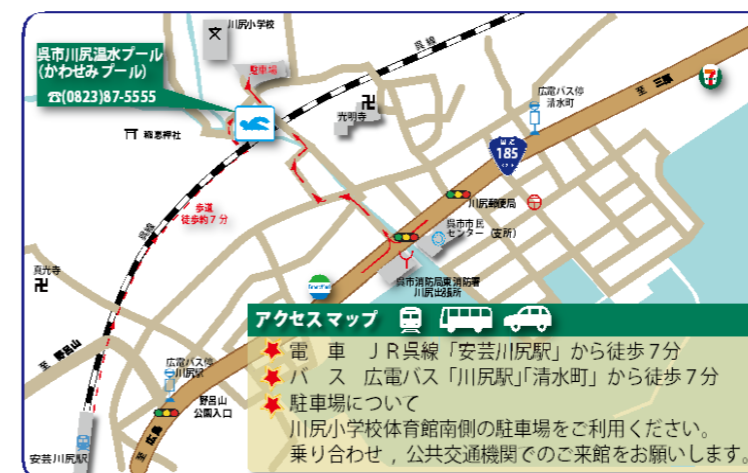 川尻小学校
呉市川尻温水プール
(かわせみプール)
☎(0823)87-5555
駐車場
呉線
至 三原
7
広電バス停
清水町
光明寺
稲恵神社
国道
185
川尻郵便局
呉市市民
センター(支所)
歩道
徒歩約7分
呉線
真光寺
呉市消防局東消防署
川尻出張所
至 野呂山
広電バス停
川尻駅
野呂山
公園入口
至 広島
安芸川尻駅
アクセスマップ
電 車 JR呉線「安芸川尻駅」から徒歩7分
バ ス 広電バス「川尻駅」「清水町」から徒歩7分
駐車場について
川尻小学校体育館南側の駐車場をご利用ください。
乗り合わせ,公共交通機関でのご来館をお願いします。